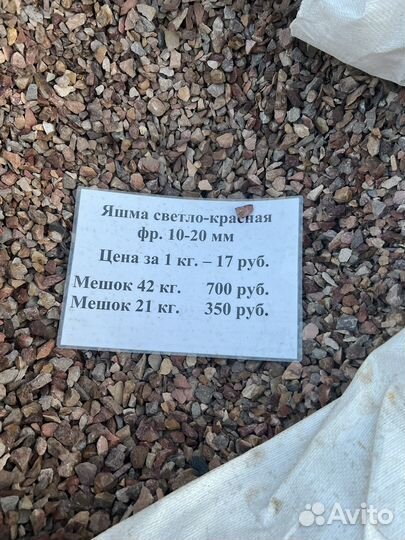 Яшма светло-красная
фр. 10-20 мм
Цена за 1 кг. – 17 руб.
Мешок 42 кг. 700 руб.
Мешок 21 кг. 350 руб.
Avito